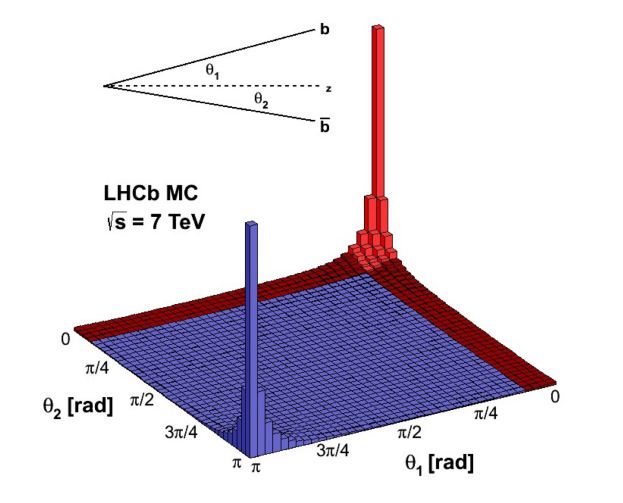 b
θ1
z
θ2
b̅
LHCb MC
√s = 7 TeV
0
π/4
π/2
3π/4
π
θ2 [rad]
π
3π/4
π/2
π/4
0
θ1 [rad]